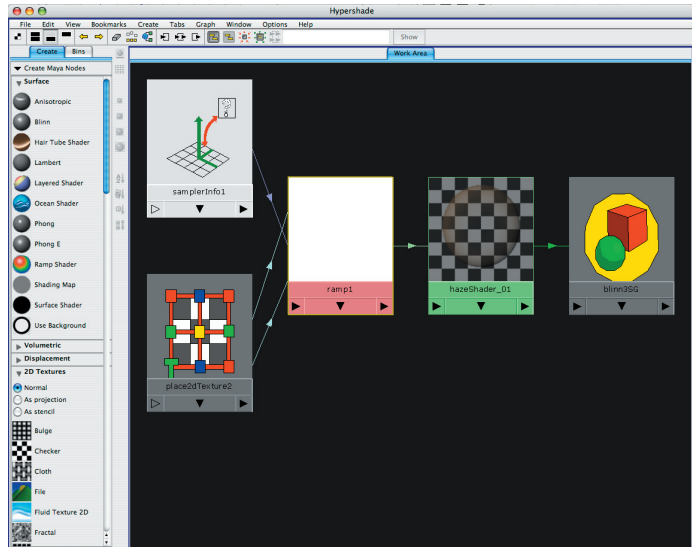 Hypershade
File Edit View Bookmarks Create Tabs Graph Window Options Help
Show
Create Bins
Work Area
Create Maya Nodes
Surface
Anisotropic
Blinn
Hair Tube Shader
Lambert
Layered Shader
Ocean Shader
Phong
Phong E
Ramp Shader
Shading Map
Surface Shader
Use Background
Volumetric
Displacement
2D Textures
Normal
As projection
As stencil
Bulge
Checker
Cloth
File
Fluid Texture 2D
Fractal
samplerInfo1
place2dTexture2
ramp1
hazeShader_01
blinn3SG